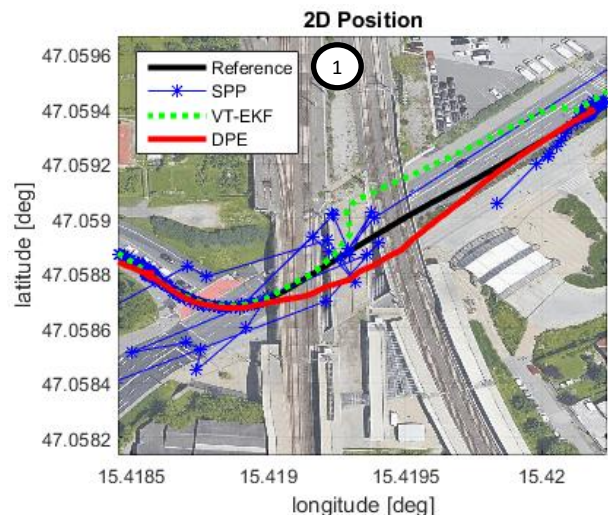 2D Position
1
Reference
SPP
VT-EKF
DPE
47.0596
47.0594
47.0592
47.059
47.0588
47.0586
47.0584
47.0582
latitude [deg]
15.4185
15.419
15.4195
15.42
longitude [deg]